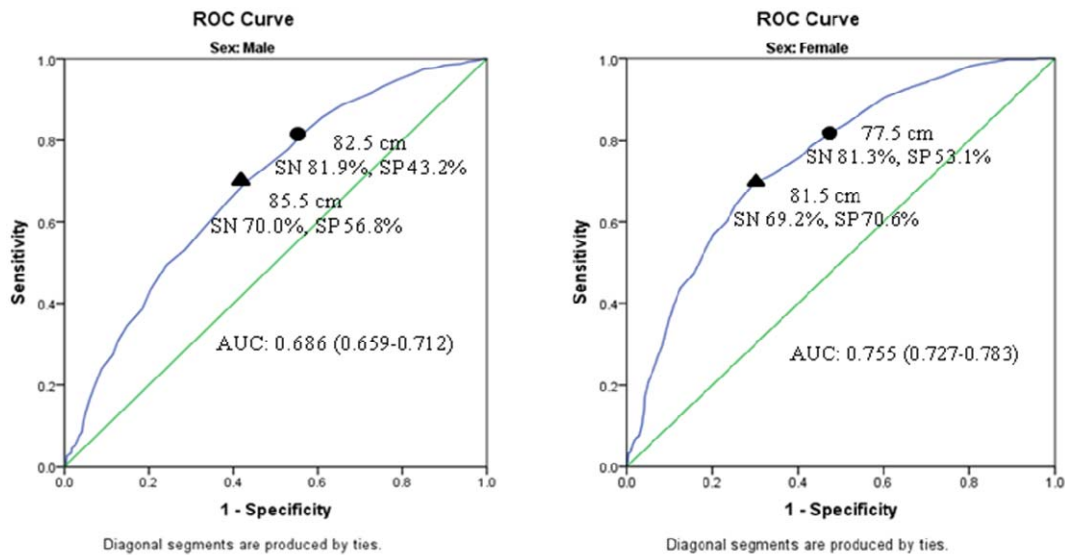 ROC Curve
Sex: Male
1.0
0.8
0.6
0.4
0.2
0.0
Sensitivity
82.5 cm
SN 81.9%, SP 43.2%
85.5 cm
SN 70.0%, SP 56.8%
AUC: 0.686 (0.659-0.712)
0.0 0.2 0.4 0.6 0.8 1.0
1 - Specificity
Diagonal segments are produced by ties.
ROC Curve
Sex: Female
1.0
0.8
0.6
0.4
0.2
0.0
Sensitivity
77.5 cm
SN 81.3%, SP 53.1%
81.5 cm
SN 69.2%, SP 70.6%
AUC: 0.755 (0.727-0.783)
0.0 0.2 0.4 0.6 0.8 1.0
1 - Specificity
Diagonal segments are produced by ties.